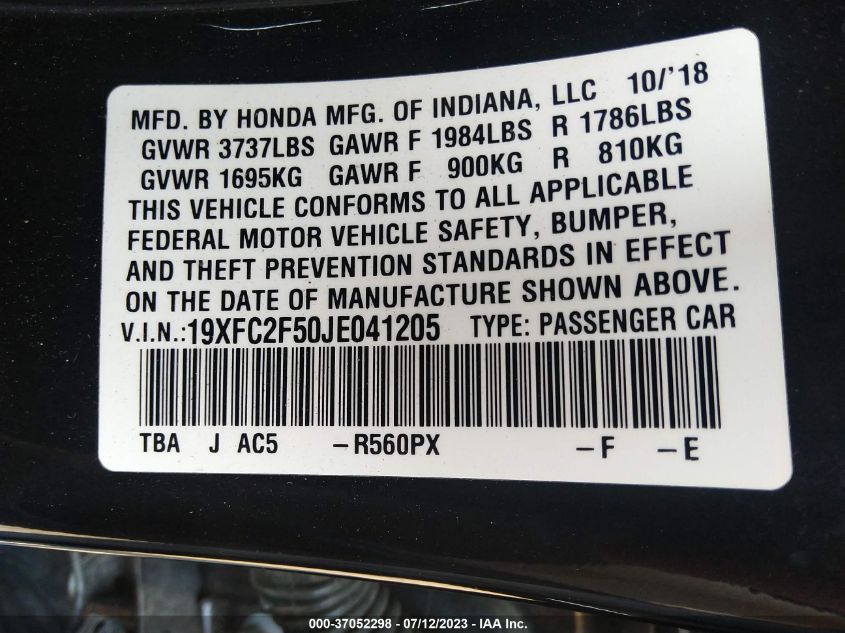 MFD. BY HONDA MFG. OF INDIANA, LLC 10/'18
GVWR 3737LBS GAWR F 1984LBS R 1786LBS
GVWR 1695KG GAWR F 900KG R 810KG
THIS VEHICLE CONFORMS TO ALL APPLICABLE
FEDERAL MOTOR VEHICLE SAFETY, BUMPER,
AND THEFT PREVENTION STANDARDS IN EFFECT
ON THE DATE OF MANUFACTURE SHOWN ABOVE.
V.I.N.:19XFC2F50JE041205 TYPE: PASSENGER CAR
TBA J AC5 –R560PX –F –E
000-37052298 - 07/12/2023 - IAA Inc.